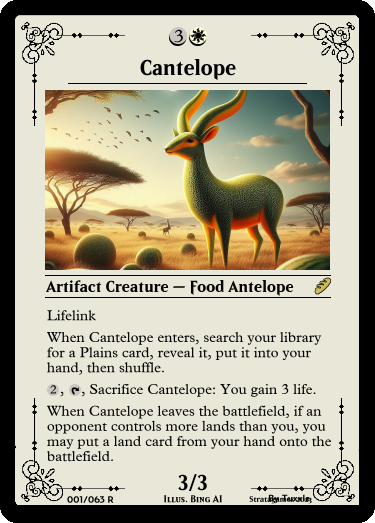 3
Cantelope
Artifact Creature — Food Antelope
Lifelink
When Cantelope enters, search your library
for a Plains card, reveal it, put it into your
hand, then shuffle.
2, , Sacrifice Cantelope: You gain 3 life.
When Cantelope leaves the battlefield, if an
opponent controls more lands than you, you
may put a land card from your hand onto the
battlefield.
3/3
001/063 R
Illus. Bing AI